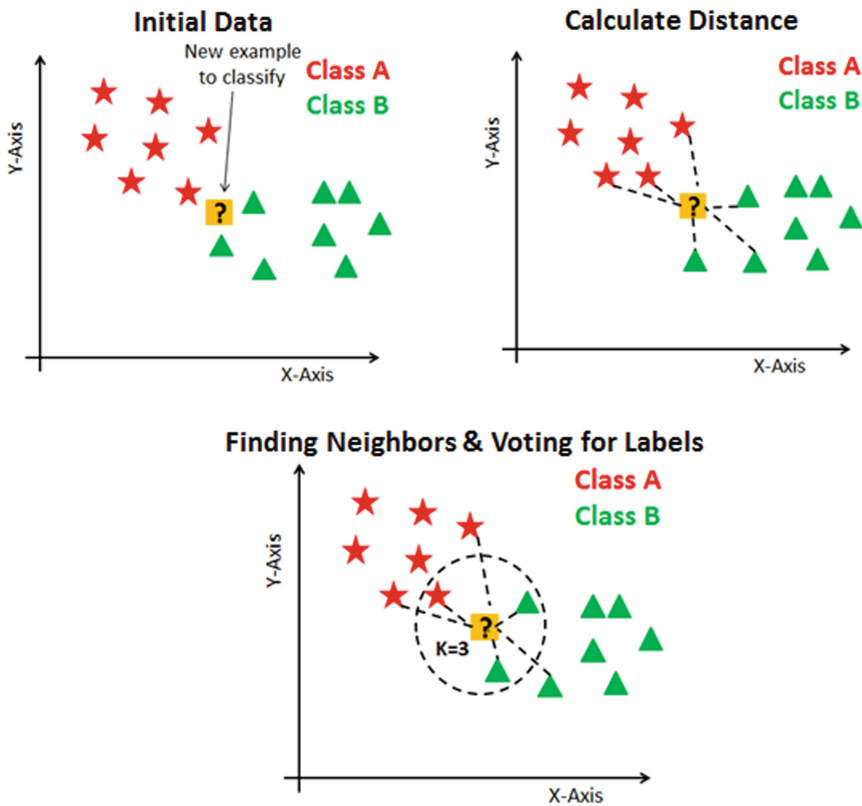 Initial Data
New example
to classify
Class A
Class B
?
Y-Axis
X-Axis
Calculate Distance
Class A
Class B
?
Y-Axis
X-Axis
Finding Neighbors & Voting for Labels
Class A
Class B
?
K=3
Y-Axis
X-Axis